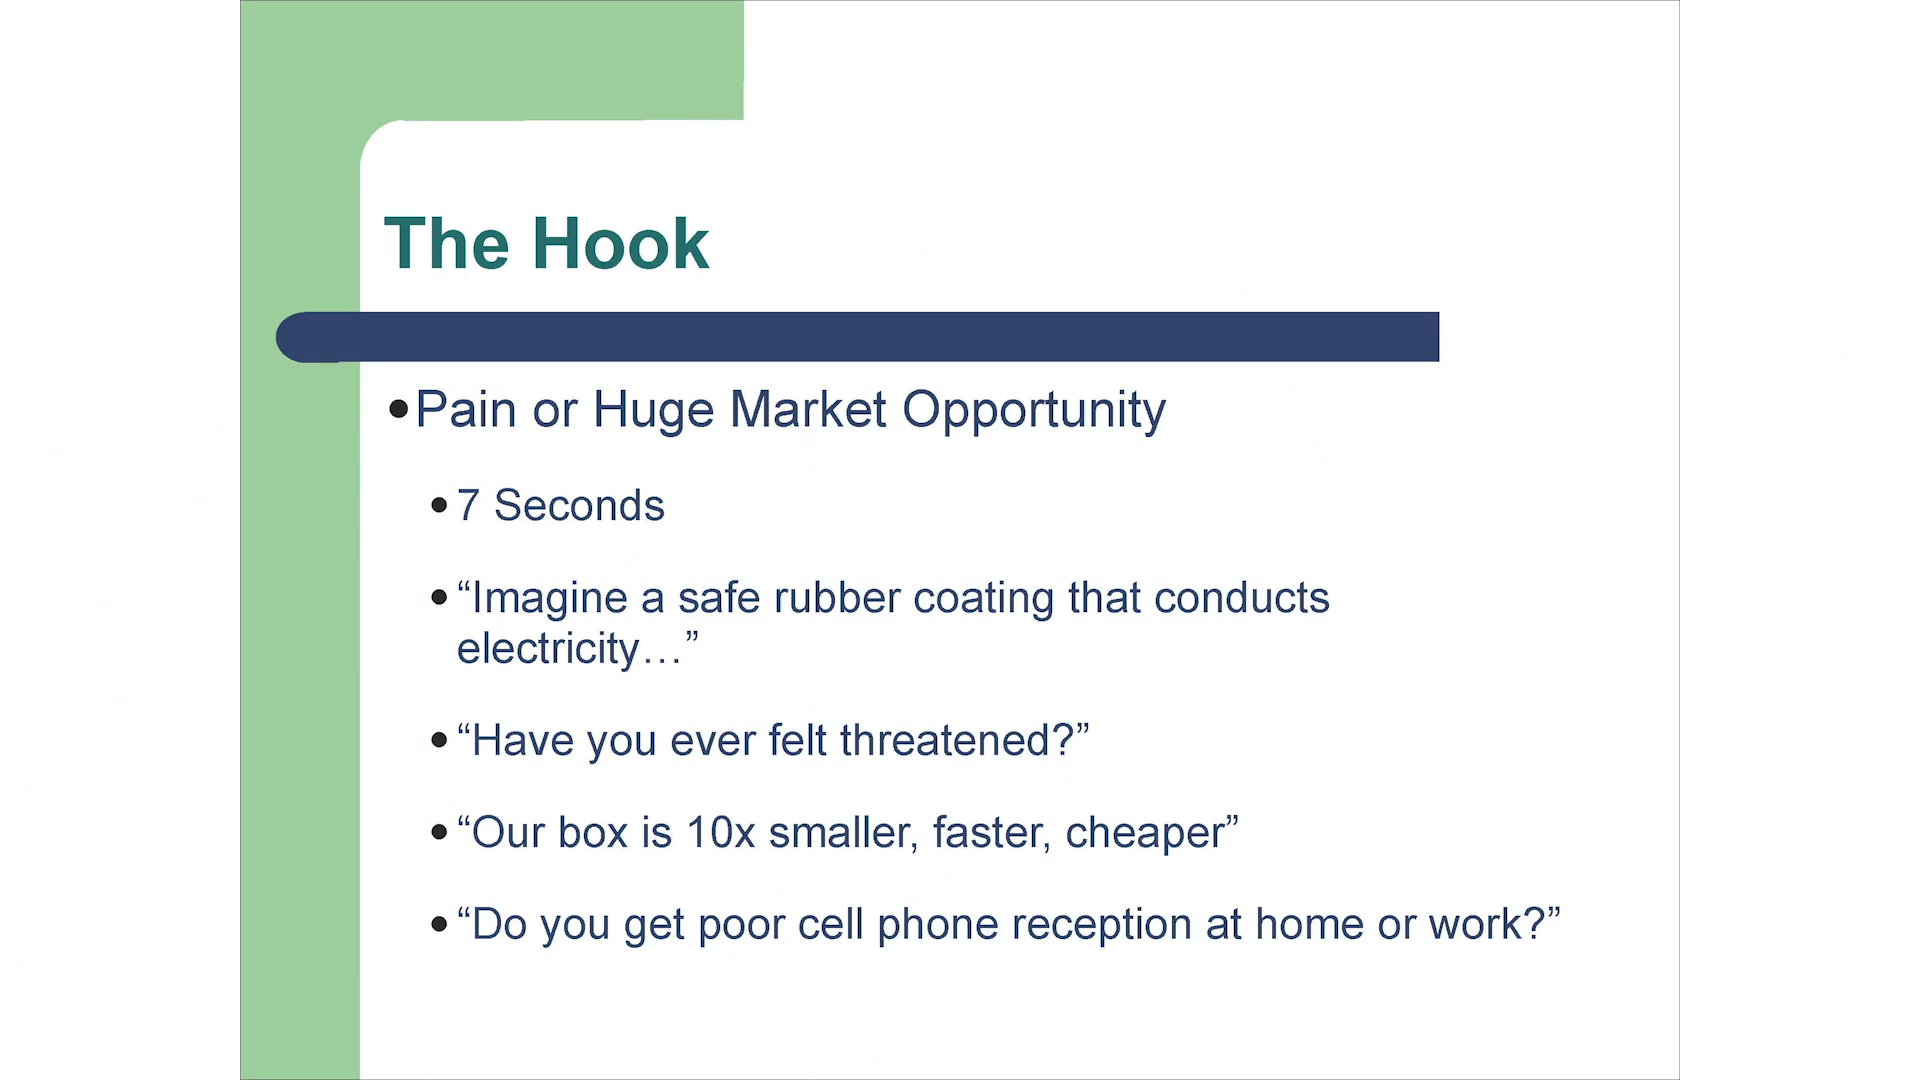 The Hook
•Pain or Huge Market Opportunity
•7 Seconds
•“Imagine a safe rubber coating that conducts
electricity…”
•“Have you ever felt threatened?”
•“Our box is 10x smaller, faster, cheaper”
•“Do you get poor cell phone reception at home or work?”